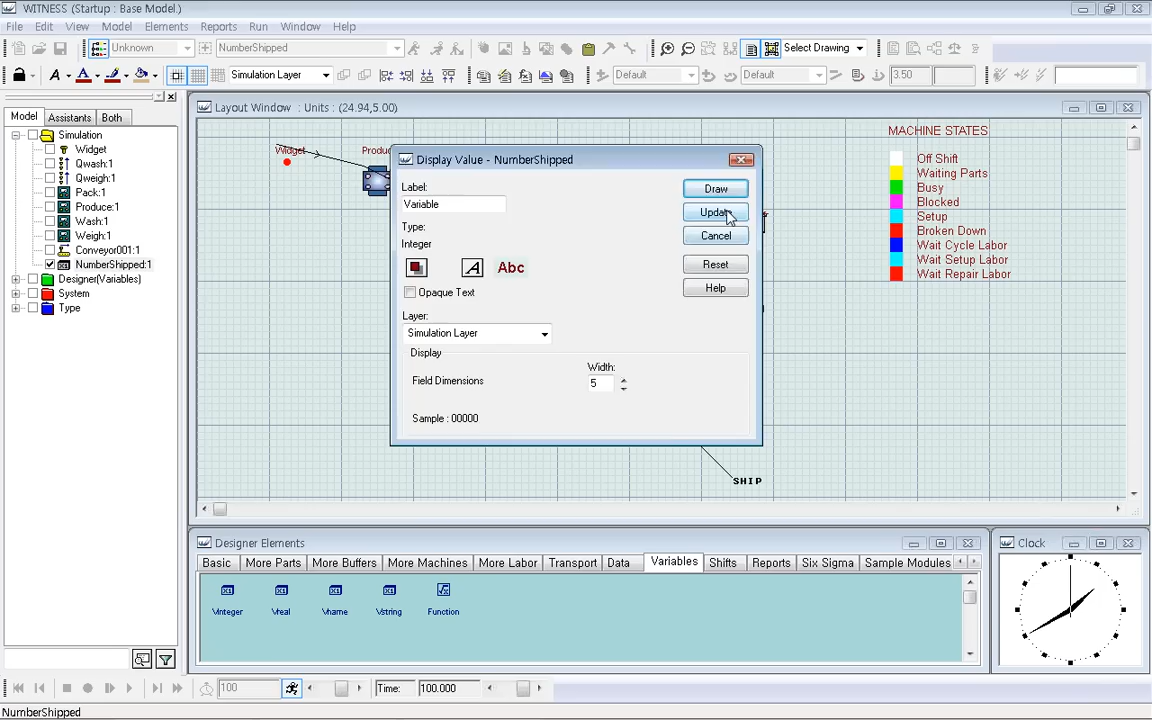 WITNESS (Startup : Base Model.)
File Edit View Model Elements Reports Run Window Help
Unknown NumberShipped Select Drawing
A A Simulation Layer Default Default 3.50
Model Assistants Both
Simulation
Widget
Qwash:1
Qweigh:1
Pack:1
Produce:1
Wash:1
Weigh:1
Conveyor001:1
NumberShipped:1
Designer(Variables)
System
Type
Layout Window : Units : (24.94,5.00)
Widget Produc
MACHINE STATES
Off Shift
Waiting Parts
Busy
Blocked
Setup
Broken Down
Wait Cycle Labor
Wait Setup Labor
Wait Repair Labor
SHIP
Display Value - NumberShipped
Label:
Variable
Type:
Integer
A Abc
Opaque Text
Layer:
Simulation Layer
Display
Width:
Field Dimensions 5
Sample : 00000
Draw
Update
Cancel
Reset
Help
Designer Elements
Basic More Parts More Buffers More Machines More Labor Transport Data Variables Shifts Reports Six Sigma Sample Modules
Vinteger Vreal Vname Vstring Function
Clock
100 Time: 100.000
NumberShipped